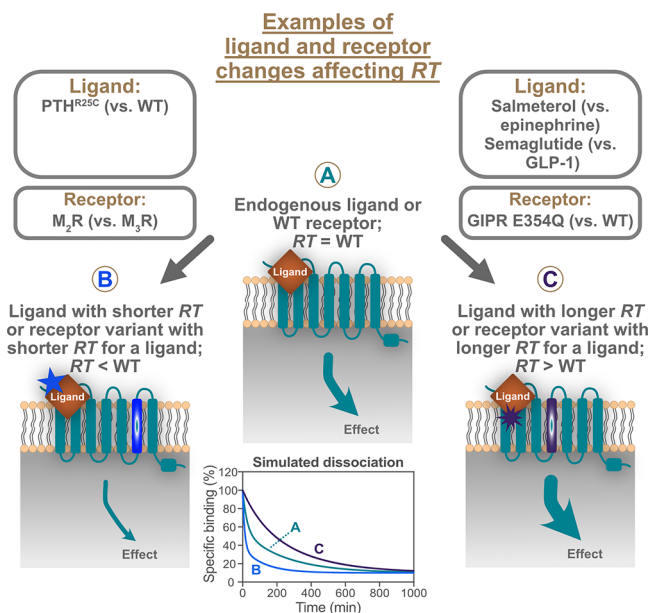 Examples of
ligand and receptor
changes affecting RT
Ligand:
PTHR25C (vs. WT)
Receptor:
M2R (vs. M3R)
Ligand:
Salmeterol (vs.
epinephrine)
Semaglutide (vs.
GLP-1)
Receptor:
GIPR E354Q (vs. WT)
A
Endogenous ligand or
WT receptor;
RT = WT
Ligand
Effect
B
Ligand with shorter RT
or receptor variant with
shorter RT for a ligand;
RT < WT
Ligand
Effect
C
Ligand with longer RT
or receptor variant with
longer RT for a ligand;
RT > WT
Ligand
Effect
Simulated dissociation
Specific binding (%)
120
100
80
60
40
20
0
A
C
B
0 200 400 600 800 1000
Time (min)